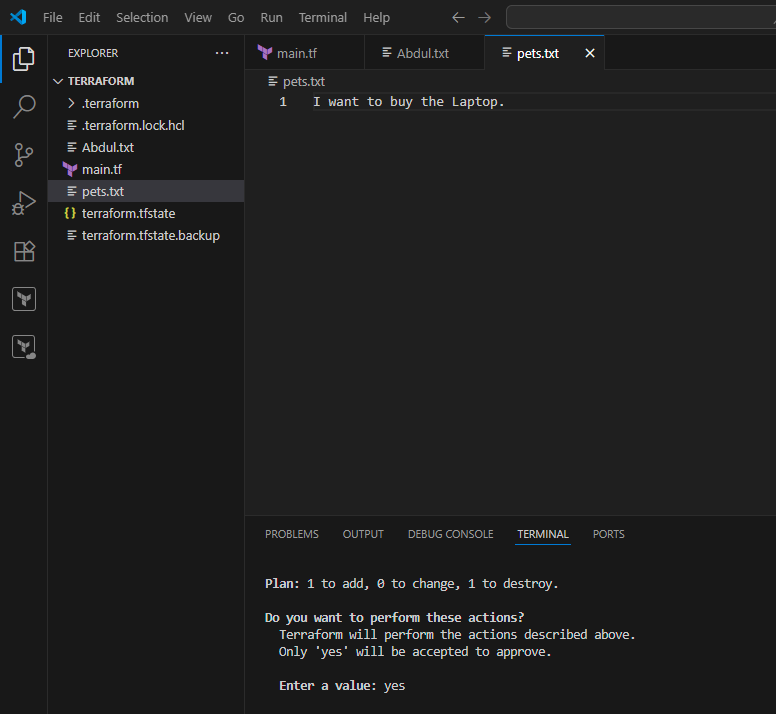 File Edit Selection View Go Run Terminal Help
EXPLORER
TERRAFORM
.terraform
.terraform.lock.hcl
Abdul.txt
main.tf
pets.txt
terraform.tfstate
terraform.tfstate.backup
main.tf Abdul.txt pets.txt
pets.txt
1 I want to buy the Laptop.
PROBLEMS OUTPUT DEBUG CONSOLE TERMINAL PORTS
Plan: 1 to add, 0 to change, 1 to destroy.
Do you want to perform these actions?
Terraform will perform the actions described above.
Only 'yes' will be accepted to approve.
Enter a value: yes